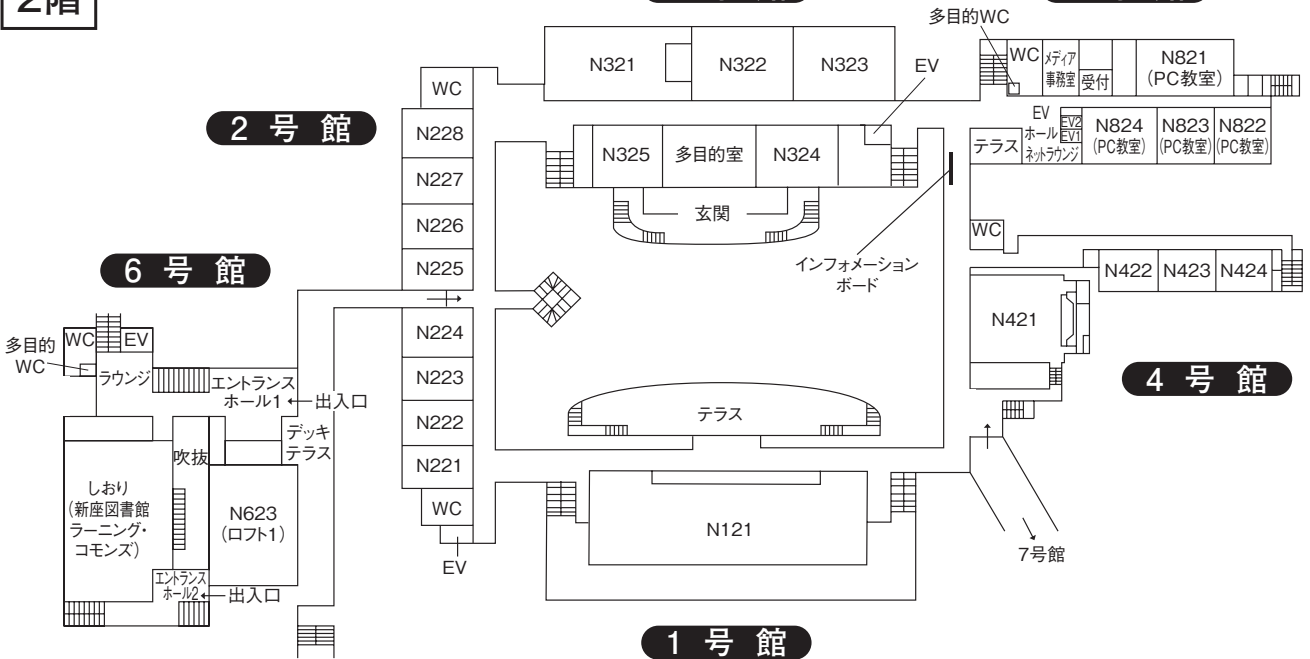 2階
多目的WC
N321
N322
N323
EV
WC
メディア
事務室
受付
N821
(PC教室)
WC
2 号 館
N228
N227
N226
N225
N224
N223
N222
N221
WC
EV
N325
多目的室
N324
玄関
テラス
EV
ホール
ネットラウンジ
EV2
EV1
N824
(PC教室)
N823
(PC教室)
N822
(PC教室)
WC
インフォメーション
ボード
N422
N423
N424
N421
4 号 館
6 号 館
多目的
WC
WC
EV
ラウンジ
エントランス
ホール1
出入口
デッキ
テラス
吹抜
しおり
(新座図書館
ラーニング・
コモンズ)
N623
(ロフト1)
エントランス
ホール2
出入口
テラス
N121
7号館
1 号 館